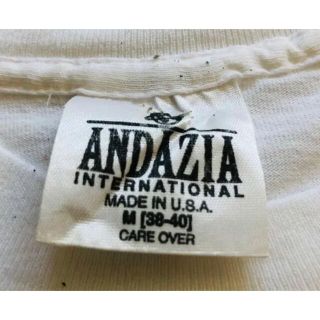 ANDAZIA
INTERNATIONAL
MADE IN U.S.A.
M [38-40]
CARE OVER